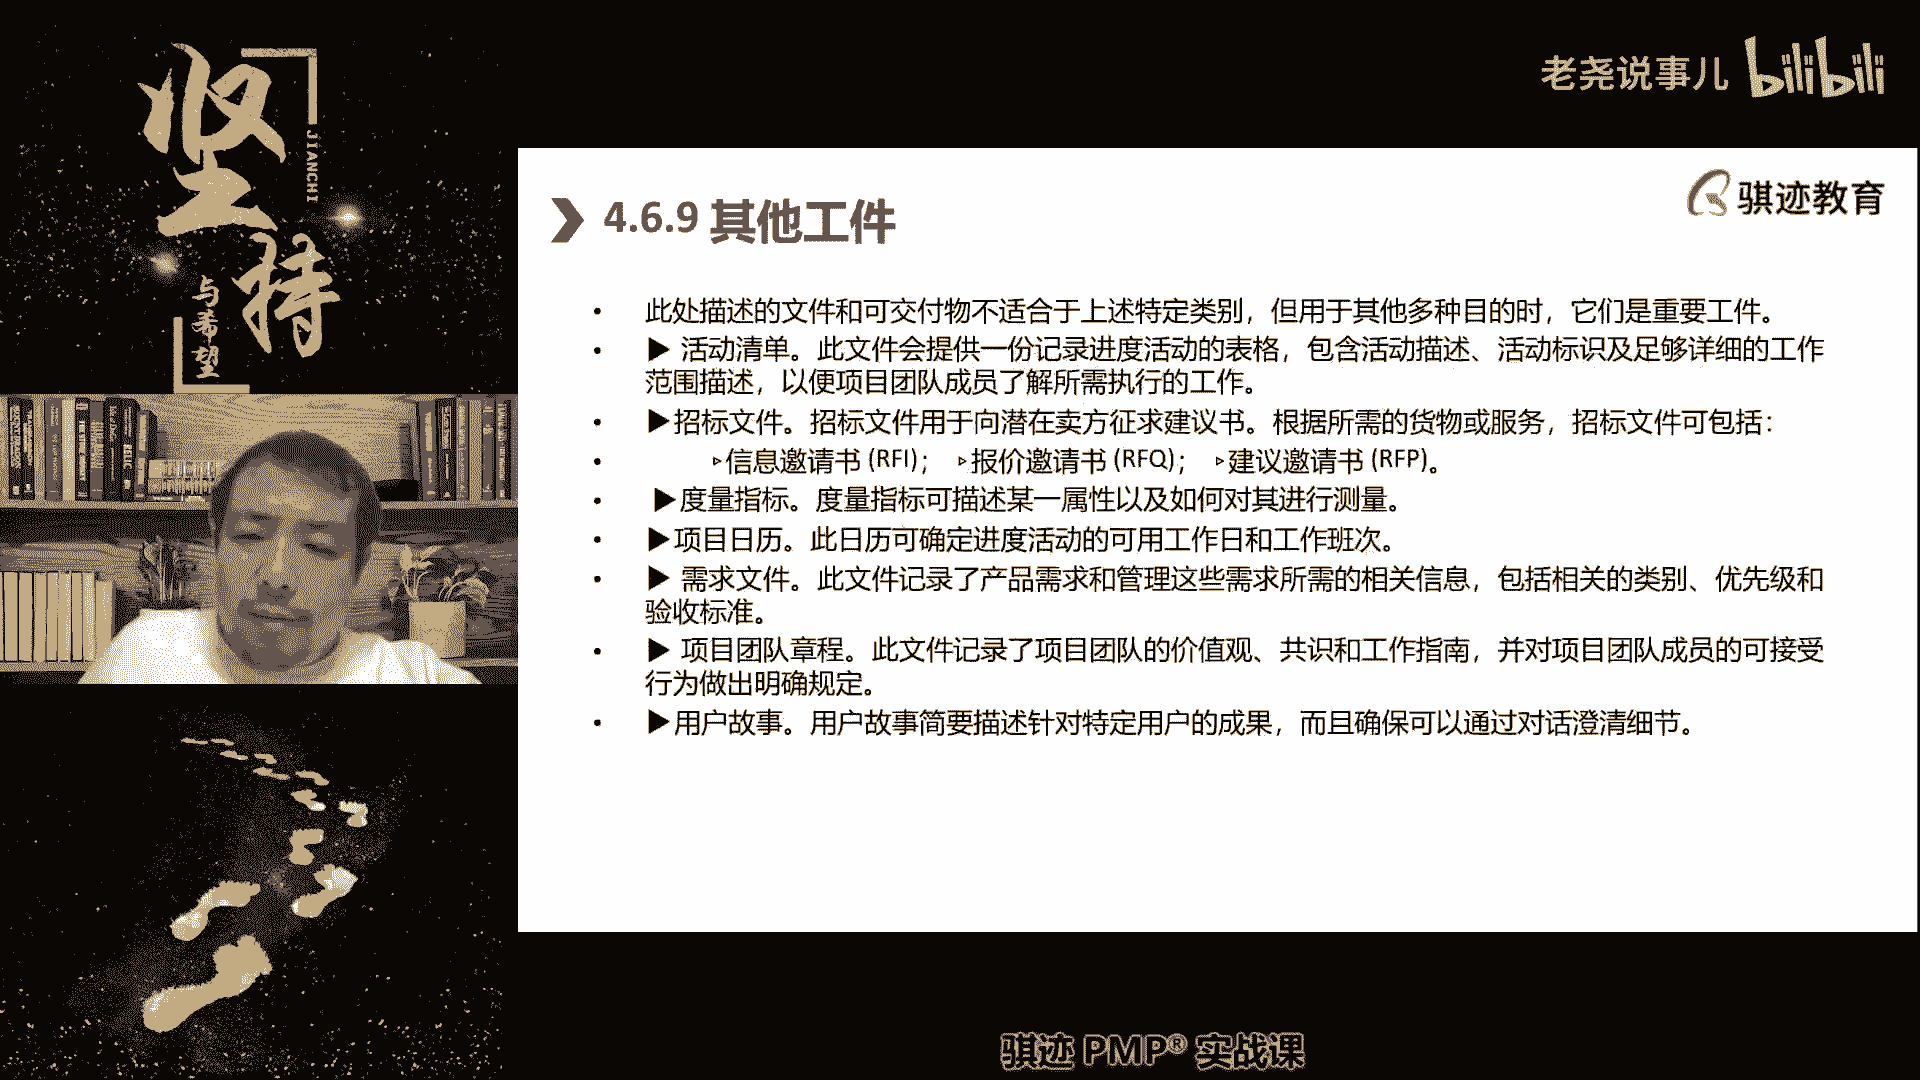 坚持
JIANCHI
与希望
老尧说事儿 bilibili
骐迹教育
4.6.9 其他工件
• 此处描述的文件和可交付物不适合于上述特定类别，但用于其他多种目的时，它们是重要工件。
• ▶ 活动清单。此文件会提供一份记录进度活动的表格，包含活动描述、活动标识及足够详细的工作
范围描述，以便项目团队成员了解所需执行的工作。
• ▶招标文件。招标文件用于向潜在卖方征求建议书。根据所需的货物或服务，招标文件可包括：
• ▹信息邀请书 (RFI)； ▹报价邀请书 (RFQ)； ▹建议邀请书 (RFP)。
• ▶度量指标。度量指标可描述某一属性以及如何对其进行测量。
• ▶项目日历。此日历可确定进度活动的可用工作日和工作班次。
• ▶ 需求文件。此文件记录了产品需求和管理这些需求所需的相关信息，包括相关的类别、优先级和
验收标准。
• ▶ 项目团队章程。此文件记录了项目团队的价值观、共识和工作指南，并对项目团队成员的可接受
行为做出明确规定。
• ▶用户故事。用户故事简要描述针对特定用户的成果，而且确保可以通过对话澄清细节。
骐迹 PMP® 实战课